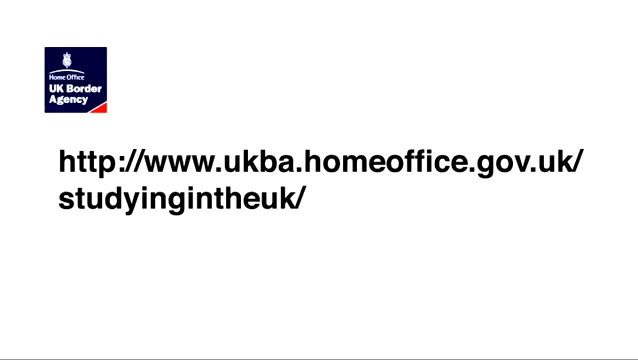 Home Office
UK Border
Agency
http://www.ukba.homeoffice.gov.uk/
studyingintheuk/